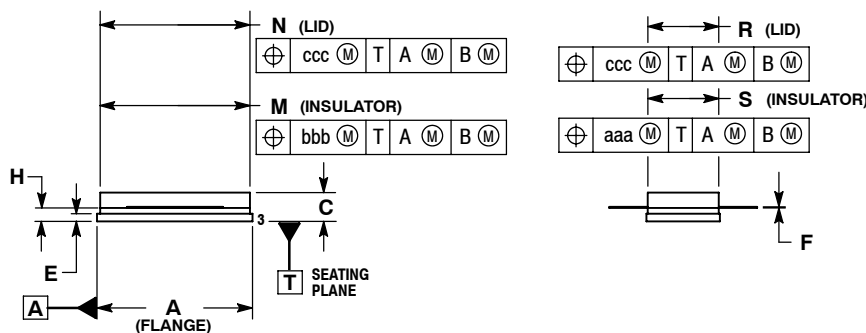 N (LID)
⌖ ccc Ⓜ T A Ⓜ B Ⓜ
M (INSULATOR)
⌖ bbb Ⓜ T A Ⓜ B Ⓜ
R (LID)
⌖ ccc Ⓜ T A Ⓜ B Ⓜ
S (INSULATOR)
⌖ aaa Ⓜ T A Ⓜ B Ⓜ
H
C
3
E
T SEATING
PLANE
F
A
A
(FLANGE)